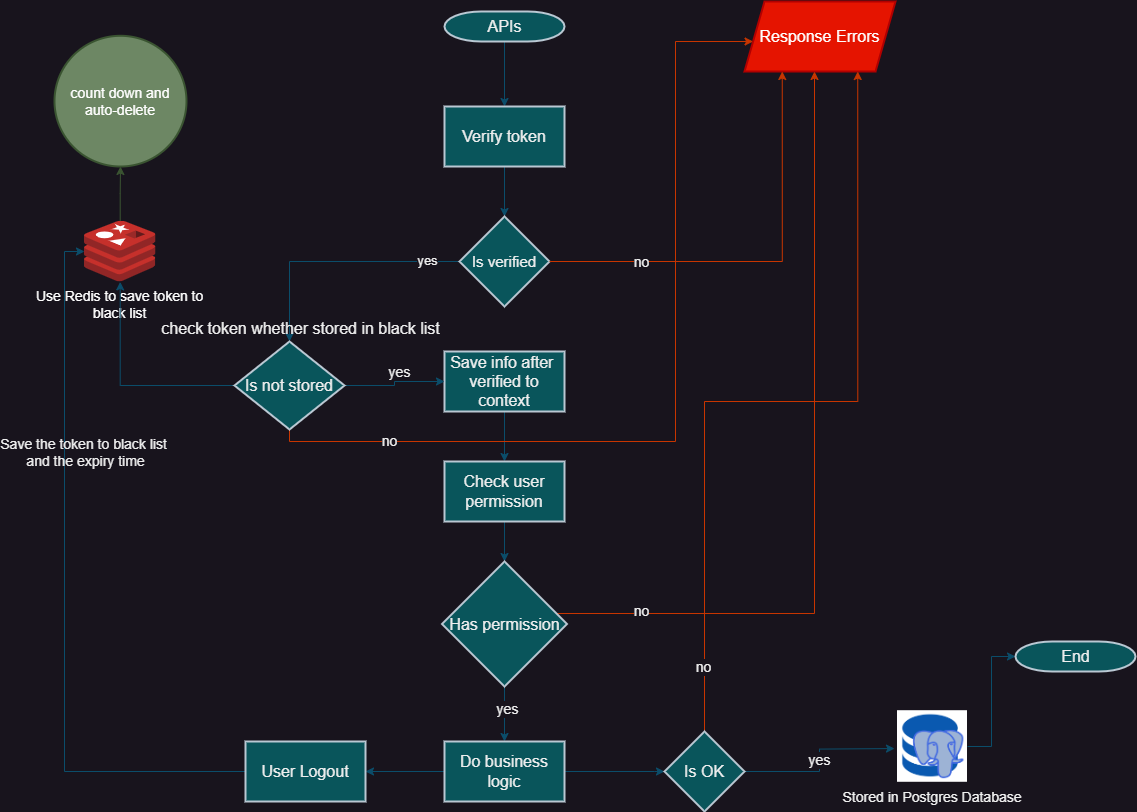 APIs
Response Errors
count down and
auto-delete
Verify token
yes
Is verified
no
Use Redis to save token to
black list
check token whether stored in black list
Is not stored
yes
Save info after
verified to
context
no
Save the token to black list
and the expiry time
Check user
permission
Has permission
no
End
no
yes
User Logout
Do business
logic
Is OK
yes
Stored in Postgres Database